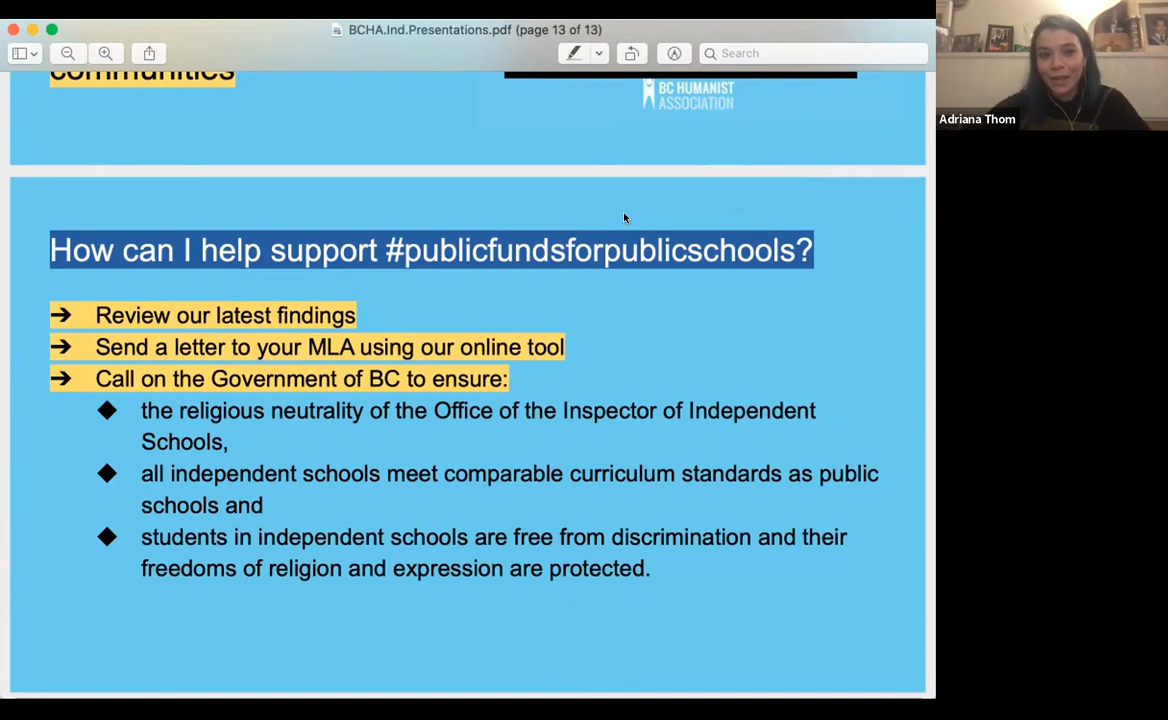 BCHA.Ind.Presentations.pdf (page 13 of 13)
Search
communities
BC HUMANIST
ASSOCIATION
Adriana Thom
How can I help support #publicfundsforpublicschools?
➔ Review our latest findings
➔ Send a letter to your MLA using our online tool
➔ Call on the Government of BC to ensure:
◆ the religious neutrality of the Office of the Inspector of Independent
Schools,
◆ all independent schools meet comparable curriculum standards as public
schools and
◆ students in independent schools are free from discrimination and their
freedoms of religion and expression are protected.